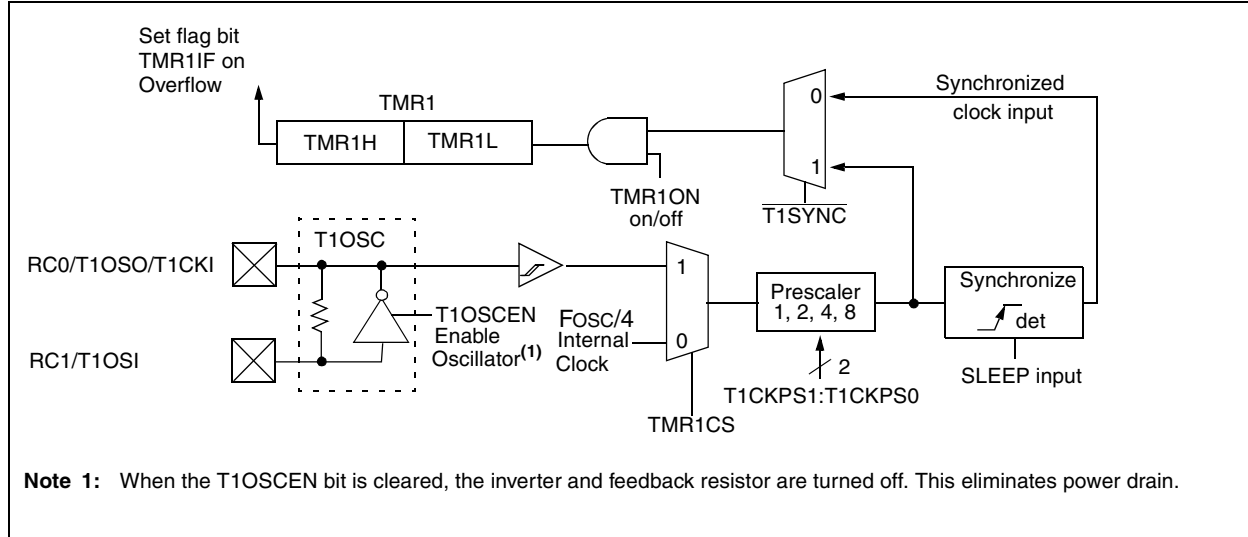 Set flag bit
TMR1IF on
Overflow
TMR1
TMR1H
TMR1L
0
1
Synchronized
clock input
TMR1ON
on/off
T1SYNC
T1OSC
RC0/T1OSO/T1CKI
RC1/T1OSI
T1OSCEN
Enable
Oscillator(1)
FOSC/4
Internal
Clock
1
0
TMR1CS
Prescaler
1, 2, 4, 8
2
T1CKPS1:T1CKPS0
Synchronize
det
SLEEP input
Note 1: When the T1OSCEN bit is cleared, the inverter and feedback resistor are turned off. This eliminates power drain.